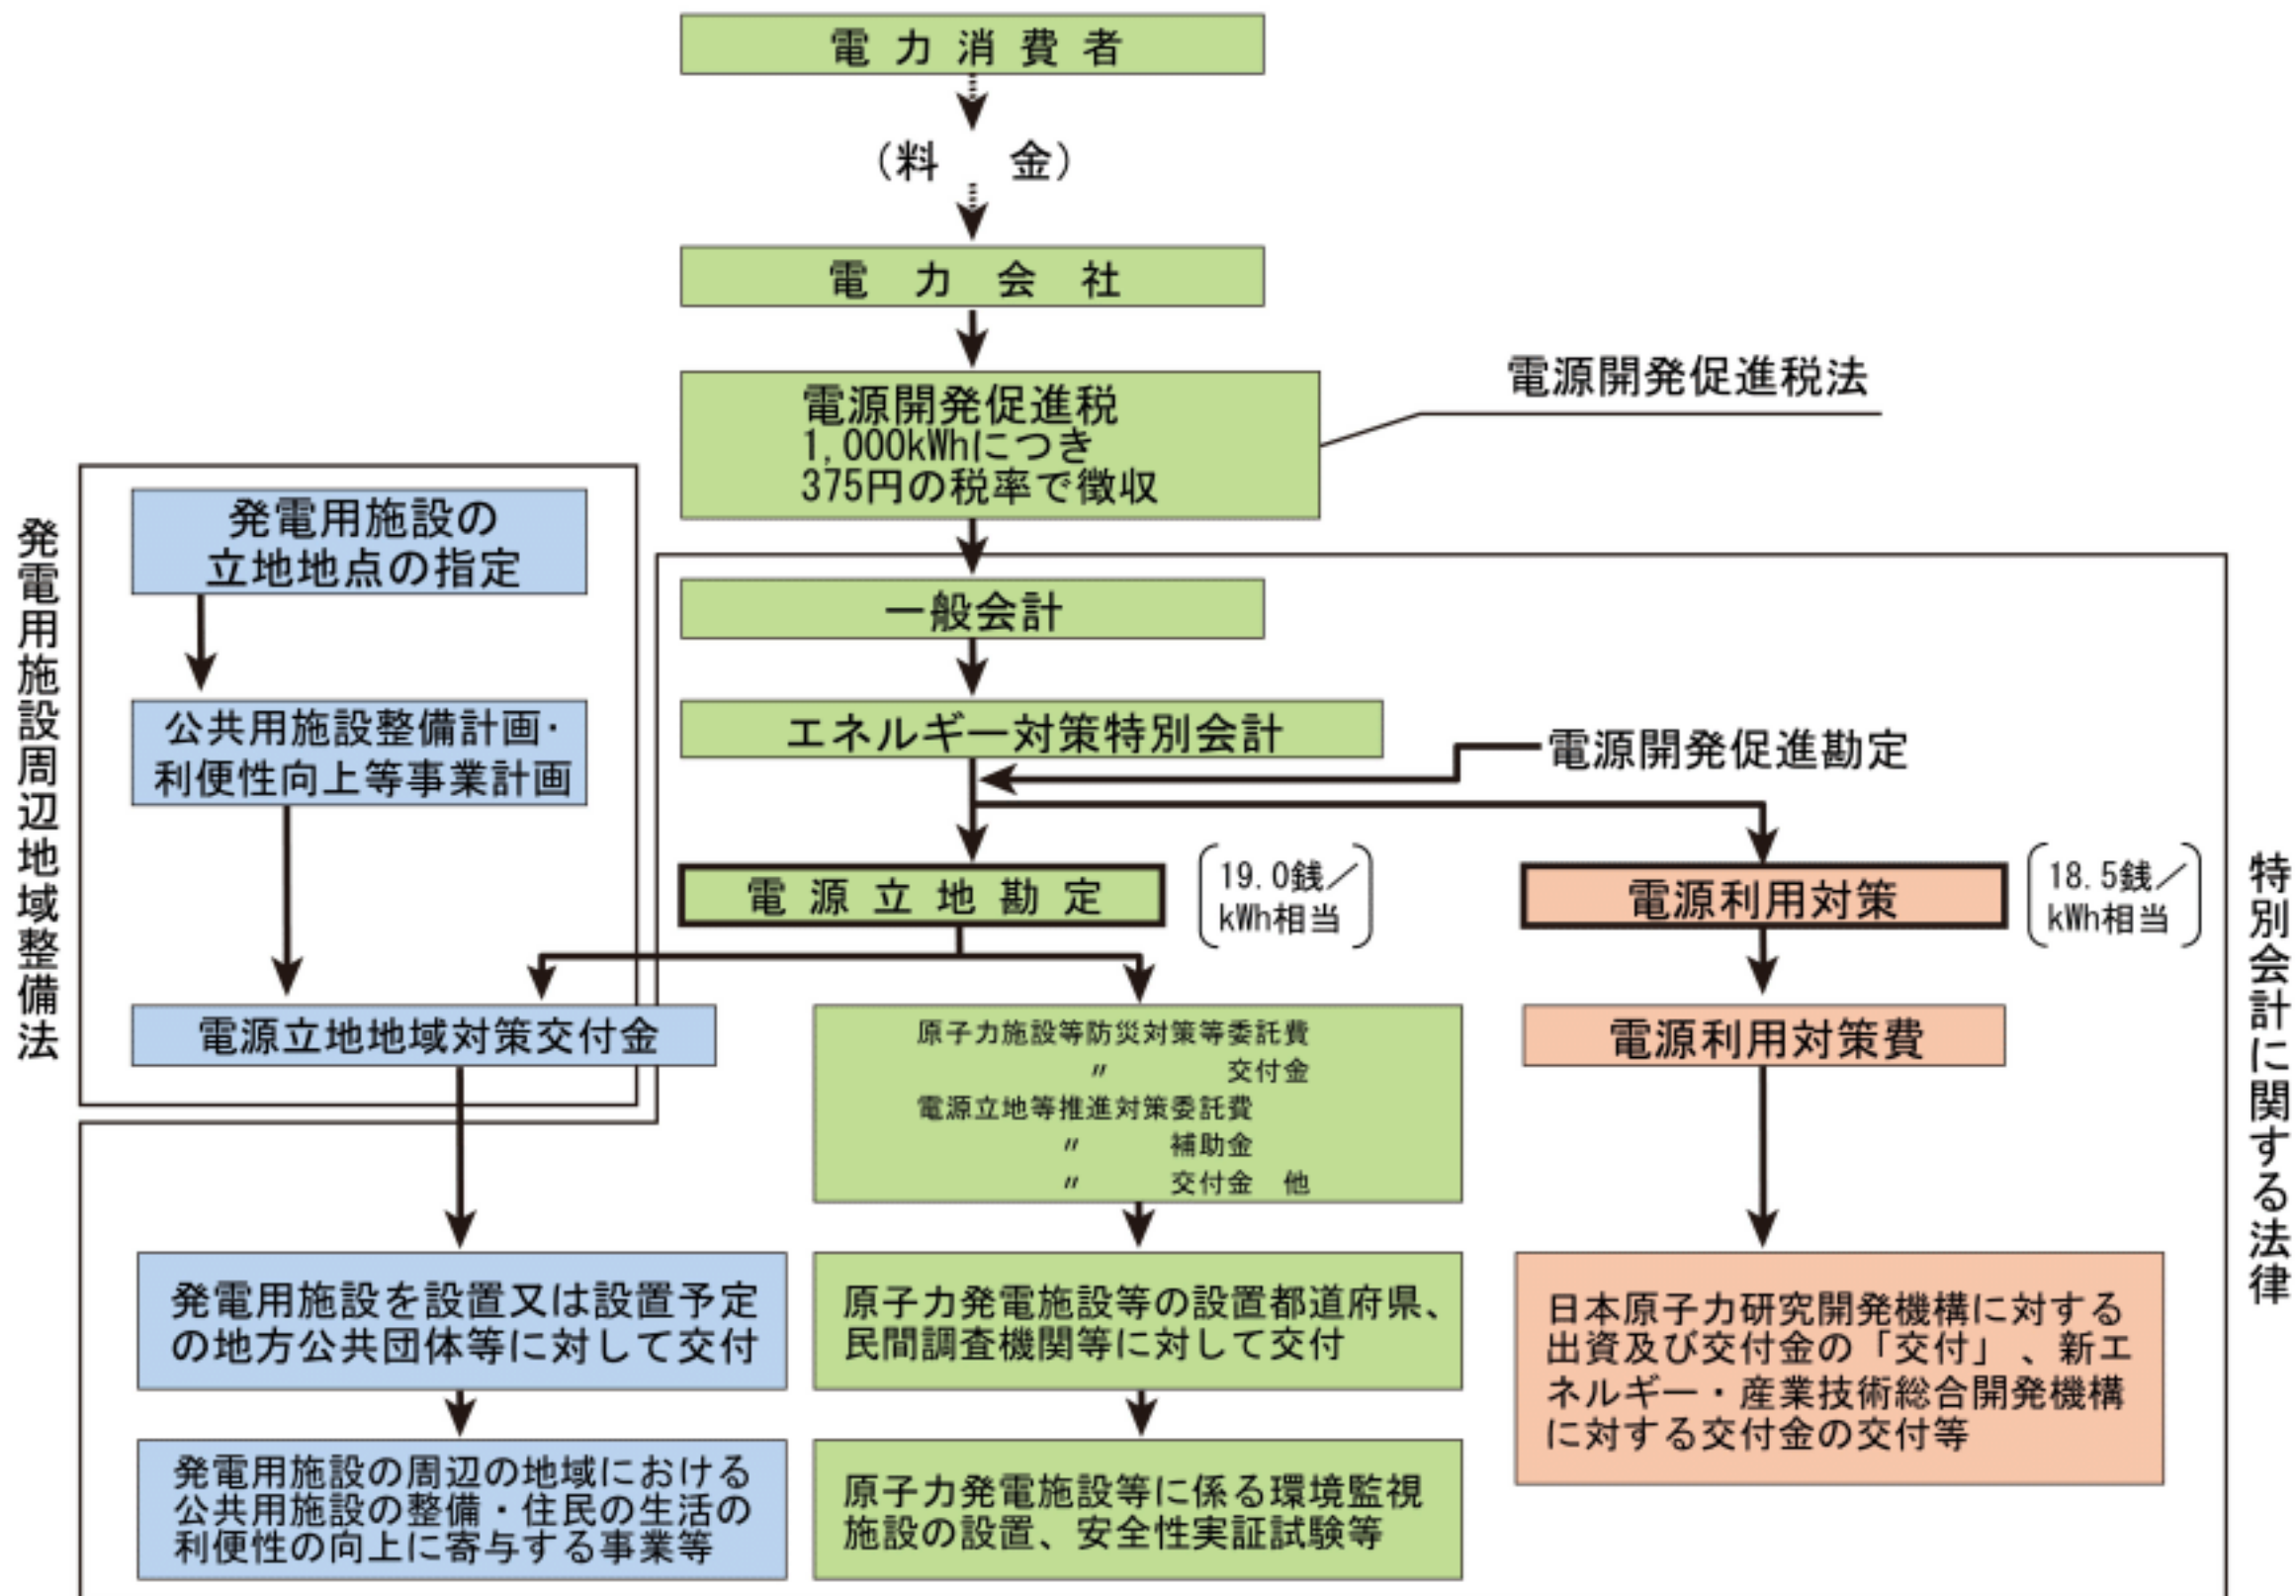 電力消費者
(料　金)
電力会社
電源開発促進税
1,000kWhにつき
375円の税率で徴収
電源開発促進税法
発電用施設周辺地域整備法
発電用施設の
立地地点の指定
公共用施設整備計画・
利便性向上等事業計画
一般会計
エネルギー対策特別会計
電源開発促進勘定
電源立地勘定
19.0銭／
kWh相当
電源利用対策
18.5銭／
kWh相当
特別会計に関する法律
電源立地地域対策交付金
原子力施設等防災対策等委託費
〃　交付金
電源立地等推進対策委託費
〃　補助金
〃　交付金　他
電源利用対策費
発電用施設を設置又は設置予定
の地方公共団体等に対して交付
原子力発電施設等の設置都道府県、
民間調査機関等に対して交付
日本原子力研究開発機構に対する
出資及び交付金の「交付」、新エ
ネルギー・産業技術総合開発機構
に対する交付金の交付等
発電用施設の周辺の地域における
公共用施設の整備・住民の生活の
利便性の向上に寄与する事業等
原子力発電施設等に係る環境監視
施設の設置、安全性実証試験等